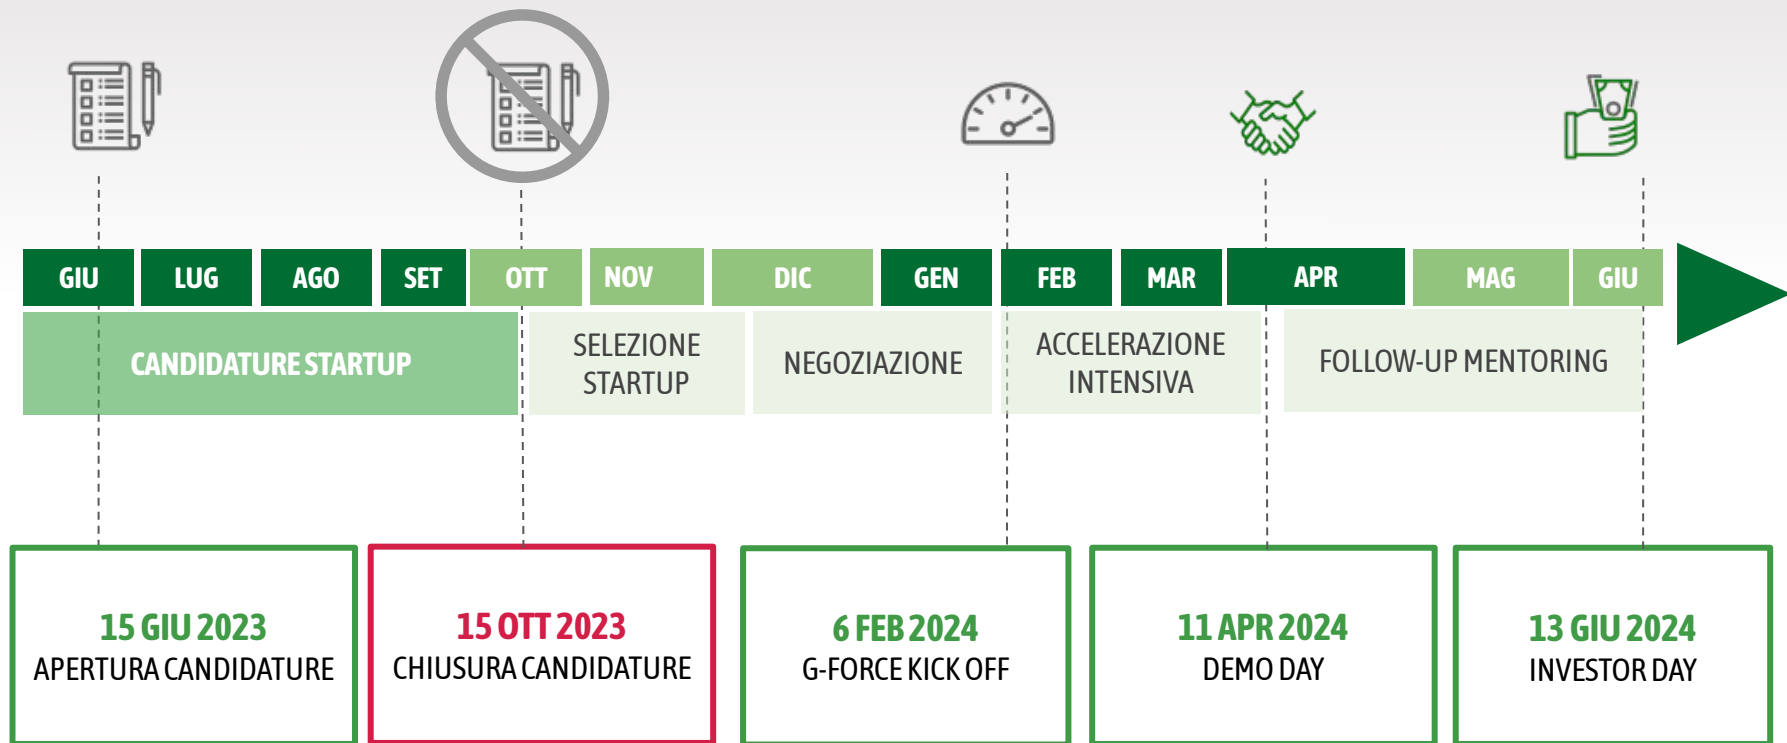 GIU LUG AGO SET OTT NOV DIC GEN FEB MAR APR MAG GIU
CANDIDATURE STARTUP
SELEZIONE
STARTUP
NEGOZIAZIONE
ACCELERAZIONE
INTENSIVA
FOLLOW-UP MENTORING
15 GIU 2023
APERTURA CANDIDATURE
15 OTT 2023
CHIUSURA CANDIDATURE
6 FEB 2024
G-FORCE KICK OFF
11 APR 2024
DEMO DAY
13 GIU 2024
INVESTOR DAY